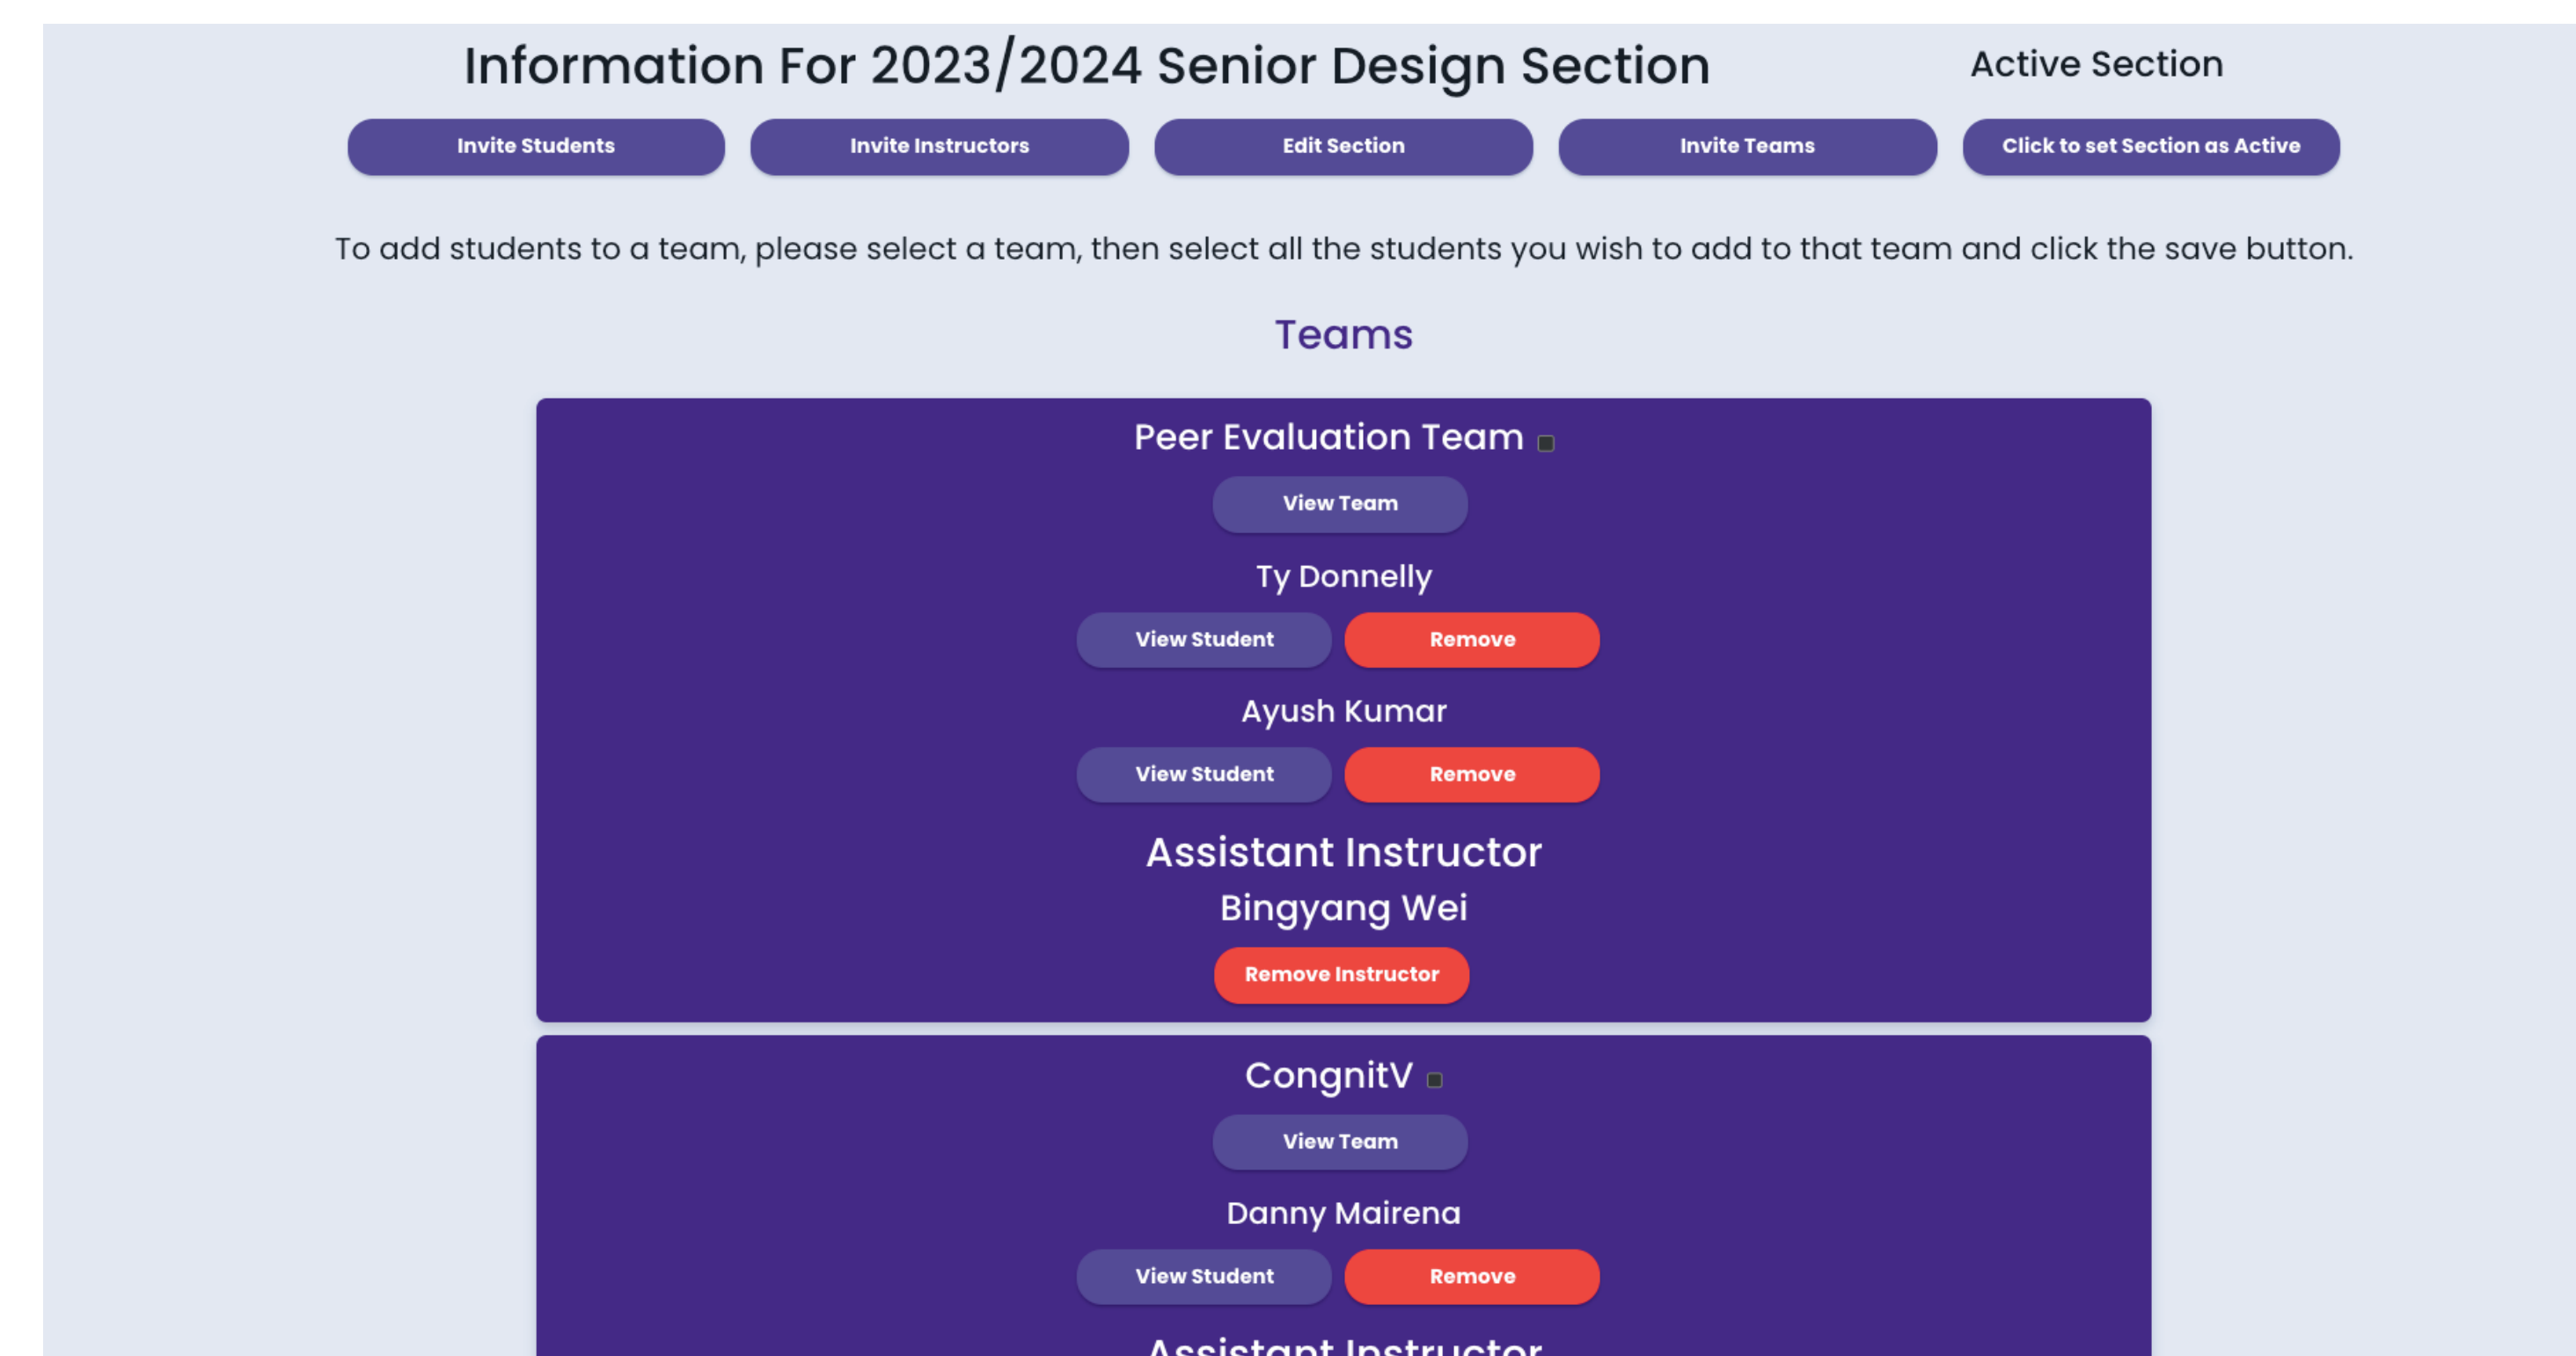 Information For 2023/2024 Senior Design Section
Active Section
Invite Students
Invite Instructors
Edit Section
Invite Teams
Click to set Section as Active
To add students to a team, please select a team, then select all the students you wish to add to that team and click the save button.
Teams
Peer Evaluation Team
View Team
Ty Donnelly
View Student
Remove
Ayush Kumar
View Student
Remove
Assistant Instructor
Bingyang Wei
Remove Instructor
CongnitV
View Team
Danny Mairena
View Student
Remove
Assistant Instructor